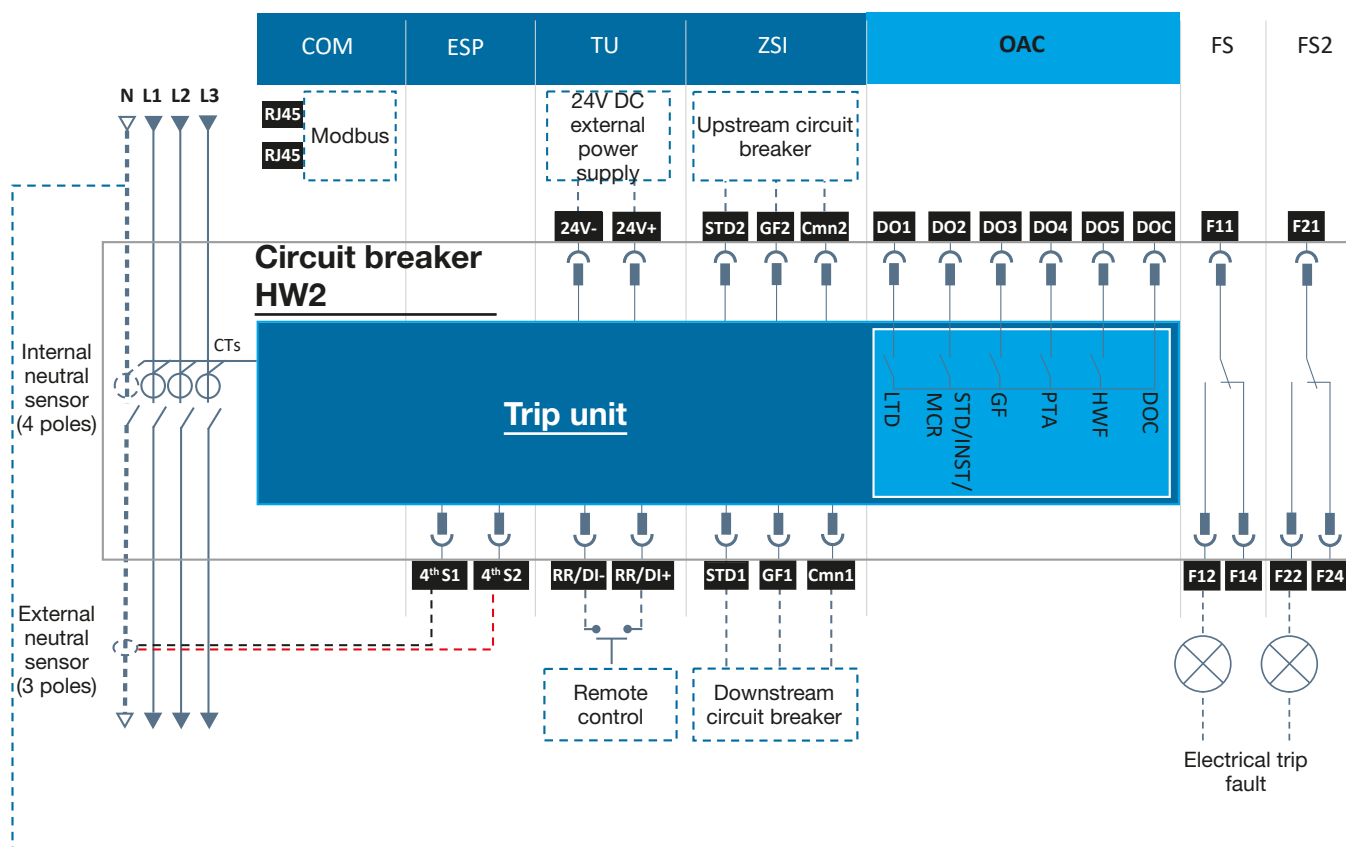 COM ESP TU ZSI OAC FS FS2
N L1 L2 L3
RJ45
RJ45
Modbus
24V DC
external
power
supply
Upstream circuit
breaker
24V- 24V+ STD2 GF2 Cmn2 DO1 DO2 DO3 DO4 DO5 DOC F11 F21
Circuit breaker
HW2
CTs
Internal
neutral
sensor
(4 poles)
Trip unit
LTD
STD/INST/
MCR
GF
PTA
HWF
DOC
4th S1 4th S2 RR/DI- RR/DI+ STD1 GF1 Cmn1 F12 F14 F22 F24
External
neutral
sensor
(3 poles)
Remote
control
Downstream
circuit breaker
Electrical trip
fault